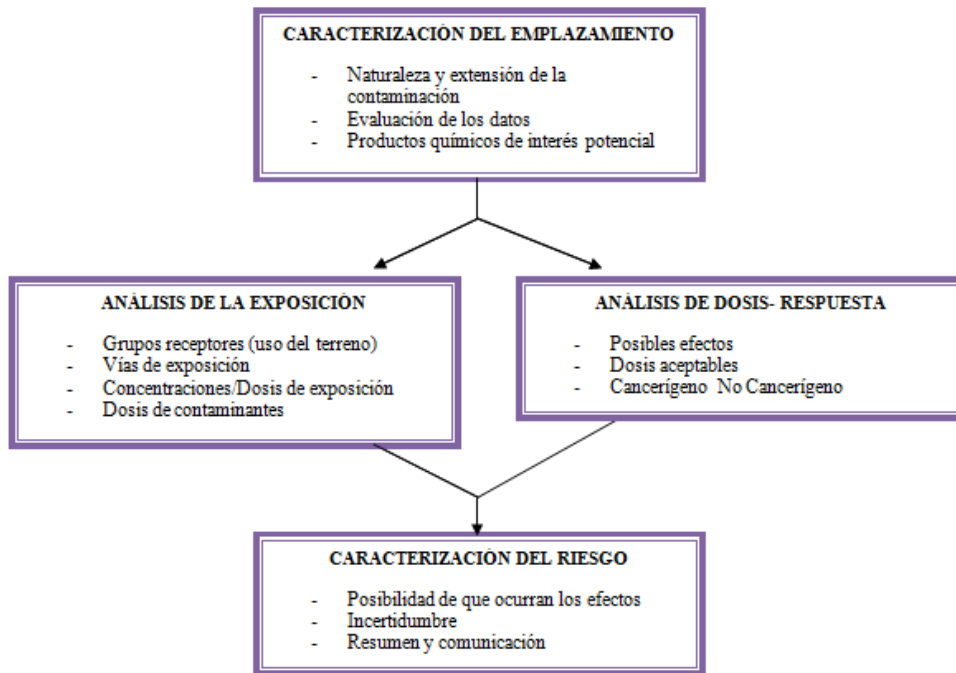 CARACTERIZACIÓN DEL EMPLAZAMIENTO
- Naturaleza y extensión de la
contaminación
- Evaluación de los datos
- Productos químicos de interés potencial
ANÁLISIS DE LA EXPOSICIÓN
- Grupos receptores (uso del terreno)
- Vías de exposición
- Concentraciones/Dosis de exposición
- Dosis de contaminantes
ANÁLISIS DE DOSIS- RESPUESTA
- Posibles efectos
- Dosis aceptables
- Cancerígeno No Cancerígeno
CARACTERIZACIÓN DEL RIESGO
- Posibilidad de que ocurran los efectos
- Incertidumbre
- Resumen y comunicación